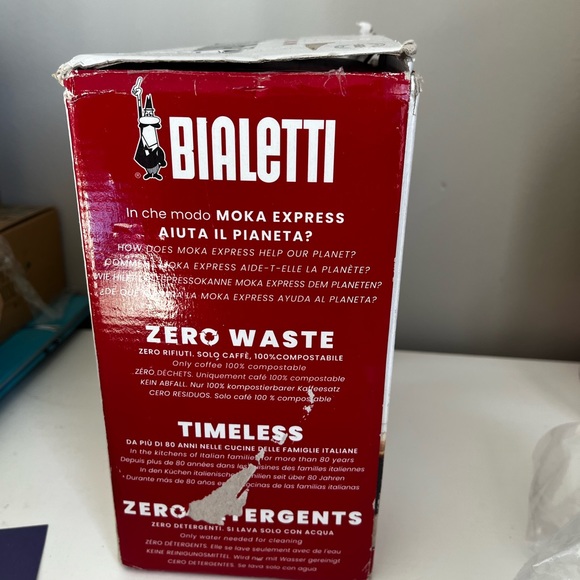 BIALETTI
In che modo MOKA EXPRESS
AIUTA IL PIANETA?
HOW DOES MOKA EXPRESS HELP OUR PLANET?
COMMENT MOKA EXPRESS AIDE-T-ELLE LA PLANÈTE?
WIE HILFT ESPRESSOKANNE MOKA EXPRESS DEM PLANETEN?
¿DE QUÉ LA MOKA EXPRESS AYUDA AL PLANETA?
ZERO WASTE
ZERO RIFIUTI. SOLO CAFFÈ, 100%COMPOSTABILE
Only coffee 100% compostable
ZÉRO DÉCHETS. Uniquement café 100 % compostable
KEIN ABFALL. Nur 100% kompostierbarer Kaffeesatz
CERO RESIDUOS. Solo café 100 % compostable
TIMELESS
DA PIÙ DI 80 ANNI NELLE CUCINE DELLE FAMIGLIE ITALIANE
In the kitchens of Italian families for more than 80 years
Depuis plus de 80 années dans les cuisines des familles italiennes
in den Küchen italienischer Familien seit über 80 Jahren
Durante más de 80 años en cocinas de las familias italianas
ZERO DETERGENTS
ZERO DETERGENTI. SI LAVA SOLO CON ACQUA
Only water needed for cleaning
ZÉRO DÉTERGENTS. Elle se lave seulement avec de l'eau
KEINE REINIGUNGSMITTEL. Wird nur mit Wasser gereinigt
CERO DETERGENTES. Se lava solo con agua